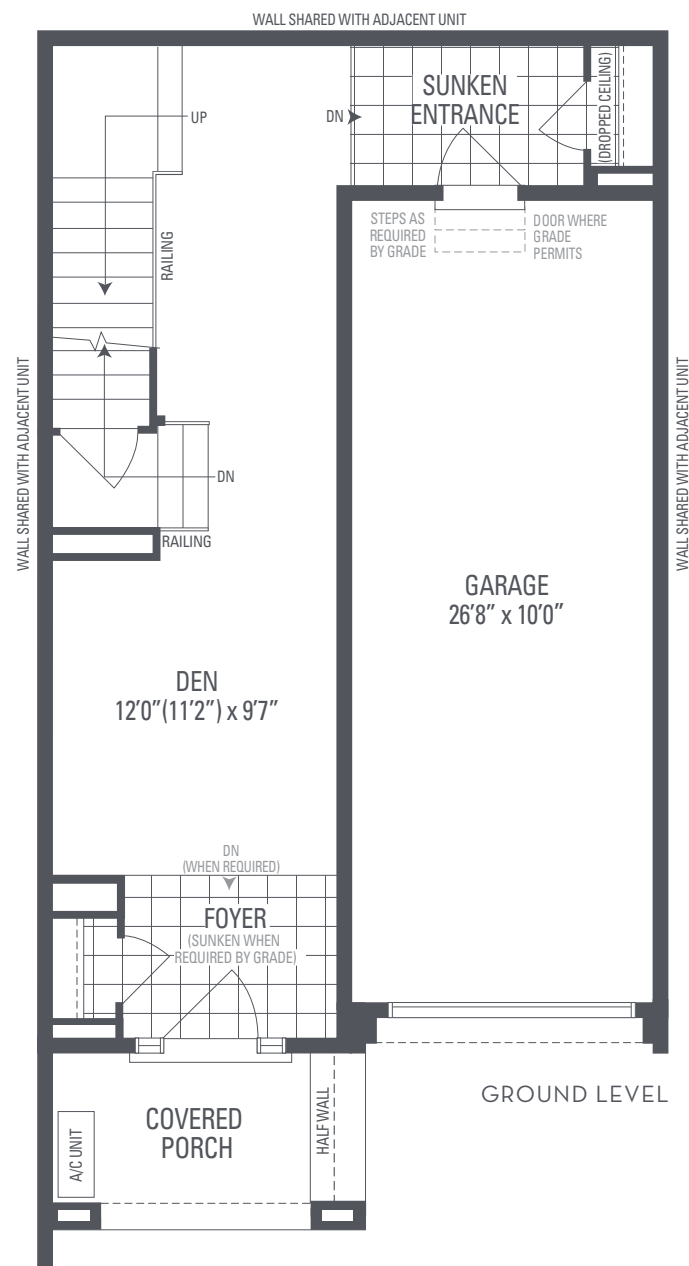 WALL SHARED WITH ADJACENT UNIT
SUNKEN
ENTRANCE
(DROPPED CEILING)
UP
DN
STEPS AS
REQUIRED
BY GRADE
DOOR WHERE
GRADE
PERMITS
RAILING
WALL SHARED WITH ADJACENT UNIT
WALL SHARED WITH ADJACENT UNIT
DN
RAILING
GARAGE
26'8" x 10'0"
DEN
12'0"(11'2") x 9'7"
DN
(WHEN REQUIRED)
FOYER
(SUNKEN WHEN
REQUIRED BY GRADE)
GROUND LEVEL
COVERED
PORCH
HALF WALL
A/C UNIT